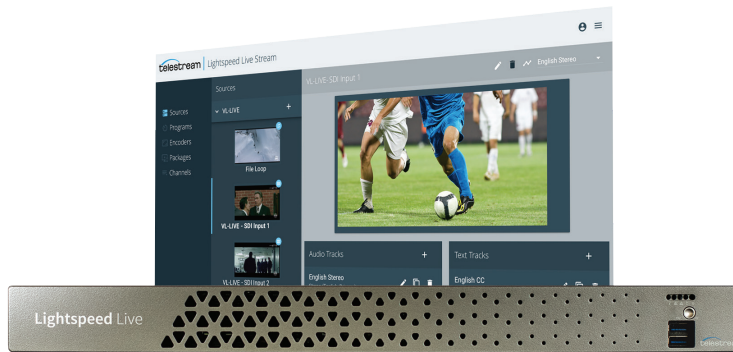 telestream | Lightspeed Live Stream
Sources
VL-LIVE- SDI Input 1
English Stereo
Sources
Programs
Encoders
Packages
Channels
VL-LIVE +
File Loop
VL-LIVE - SDI Input 1
VL-LIVE - SDI Input 2
Audio Tracks +
English Stereo
Text Tracks +
English CC
Lightspeed Live
telestream